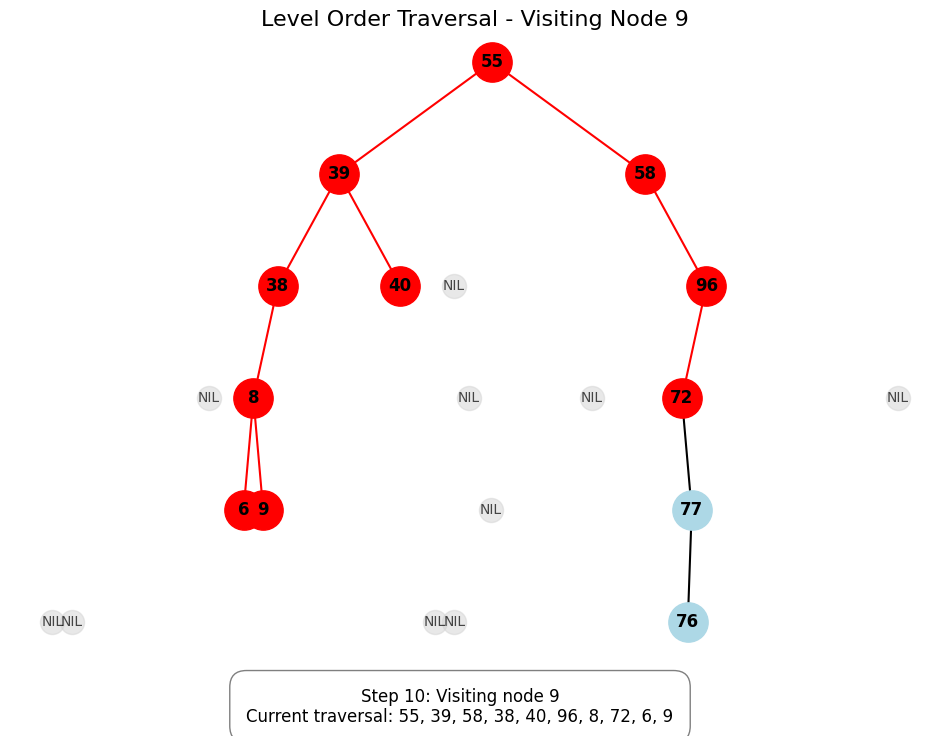 Level Order Traversal - Visiting Node 9
55
39
58
38
40
NIL
96
NIL
8
NIL
NIL
72
NIL
6
9
NIL
77
NIL
NIL
NIL
NIL
76
Step 10: Visiting node 9
Current traversal: 55, 39, 58, 38, 40, 96, 8, 72, 6, 9